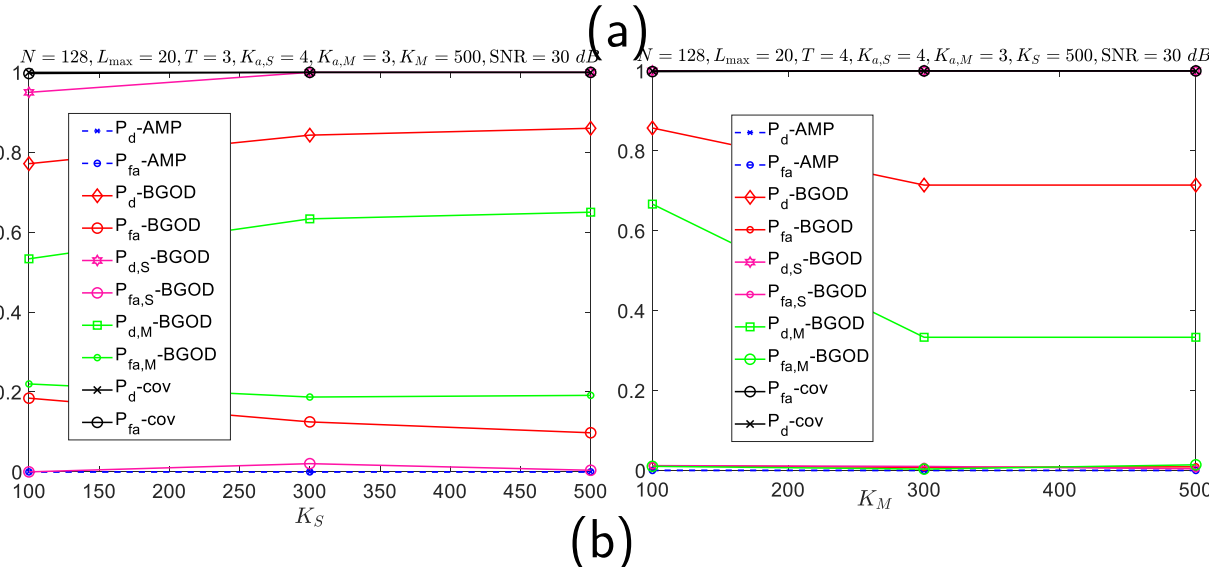 (a)
N = 128, L_max = 20, T = 3, K_a,S = 4, K_a,M = 3, K_M = 500, SNR = 30 dB
1
0.8
0.6
0.4
0.2
0
P_d-AMP
P_fa-AMP
P_d-BGOD
P_fa-BGOD
P_d,S-BGOD
P_fa,S-BGOD
P_d,M-BGOD
P_fa,M-BGOD
P_d-cov
P_fa-cov
100 150 200 250 300 350 400 450 500
K_S
N = 128, L_max = 20, T = 4, K_a,S = 4, K_a,M = 3, K_S = 500, SNR = 30 dB
1
0.8
0.6
0.4
0.2
0
P_d-AMP
P_fa-AMP
P_d-BGOD
P_fa-BGOD
P_d,S-BGOD
P_fa,S-BGOD
P_d,M-BGOD
P_fa,M-BGOD
P_fa-cov
P_d-cov
100 200 300 400 500
K_M
(b)